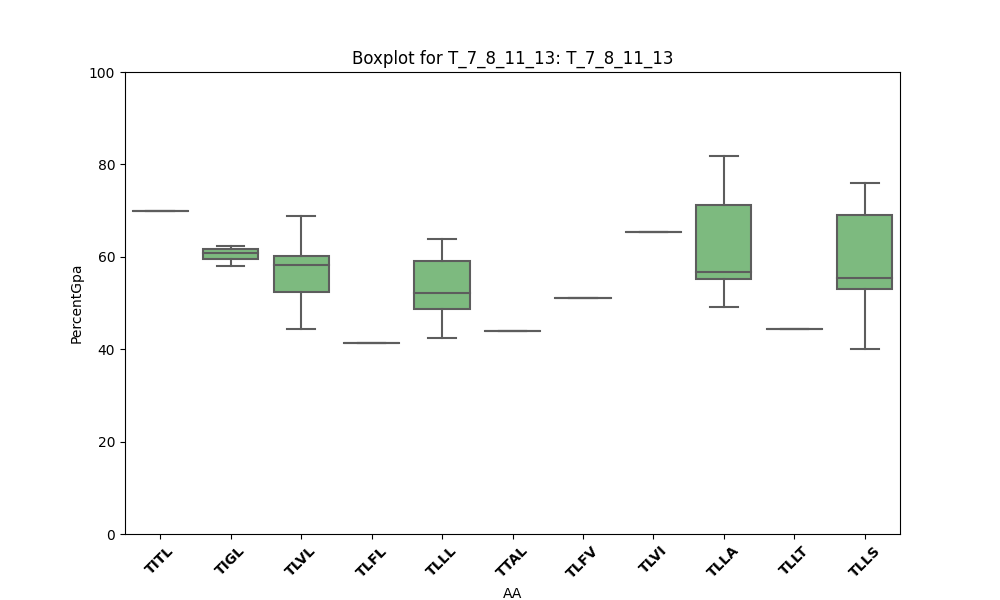 Boxplot for T_7_8_11_13: T_7_8_11_13
100
80
60
40
20
0
PercentGpa
TITL
TIGL
TLVL
TLFL
TLLL
TTAL
TLFV
TLVI
TLLA
TLLT
TLLS
AA